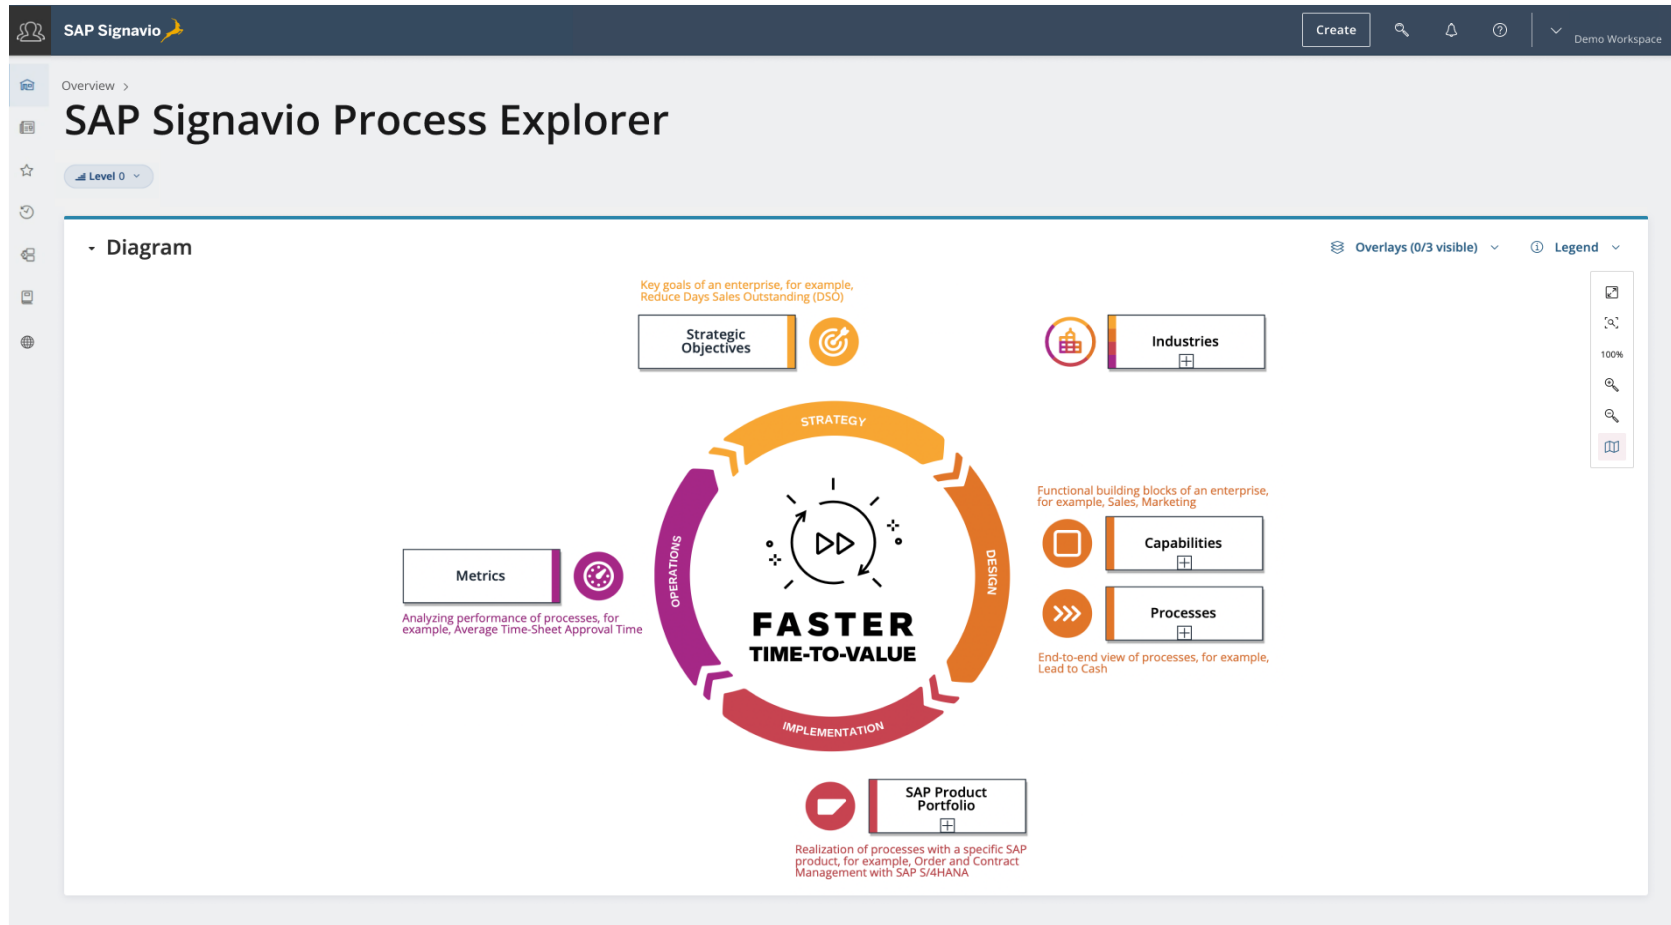 SAP Signavio
Create
Demo Workspace
Overview >
SAP Signavio Process Explorer
Level 0
Diagram
Overlays (0/3 visible)
Legend
Key goals of an enterprise, for example,
Reduce Days Sales Outstanding (DSO)
Strategic
Objectives
Industries
100%
STRATEGY
Functional building blocks of an enterprise,
for example, Sales, Marketing
Capabilities
OPERATIONS
DESIGN
Metrics
Analyzing performance of processes, for
example, Average Time-Sheet Approval Time
Processes
FASTER
TIME-TO-VALUE
End-to-end view of processes, for example,
Lead to Cash
IMPLEMENTATION
SAP Product
Portfolio
Realization of processes with a specific SAP
product, for example, Order and Contract
Management with SAP S/4HANA